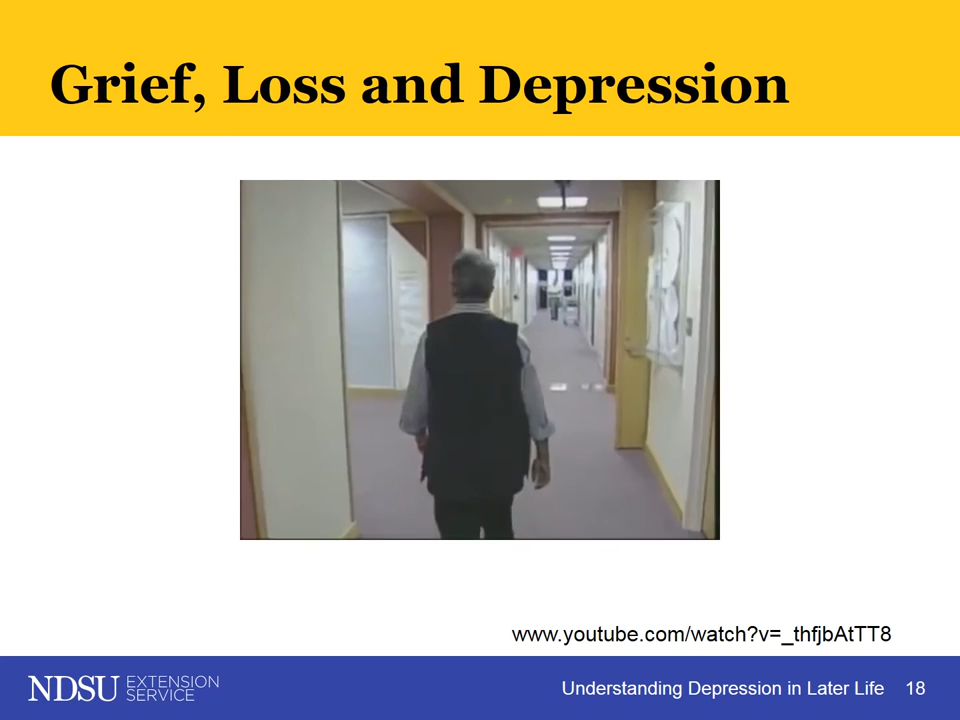 Grief, Loss and Depression
www.youtube.com/watch?v=_thfjbAtTT8
NDSU EXTENSION
SERVICE
Understanding Depression in Later Life 18